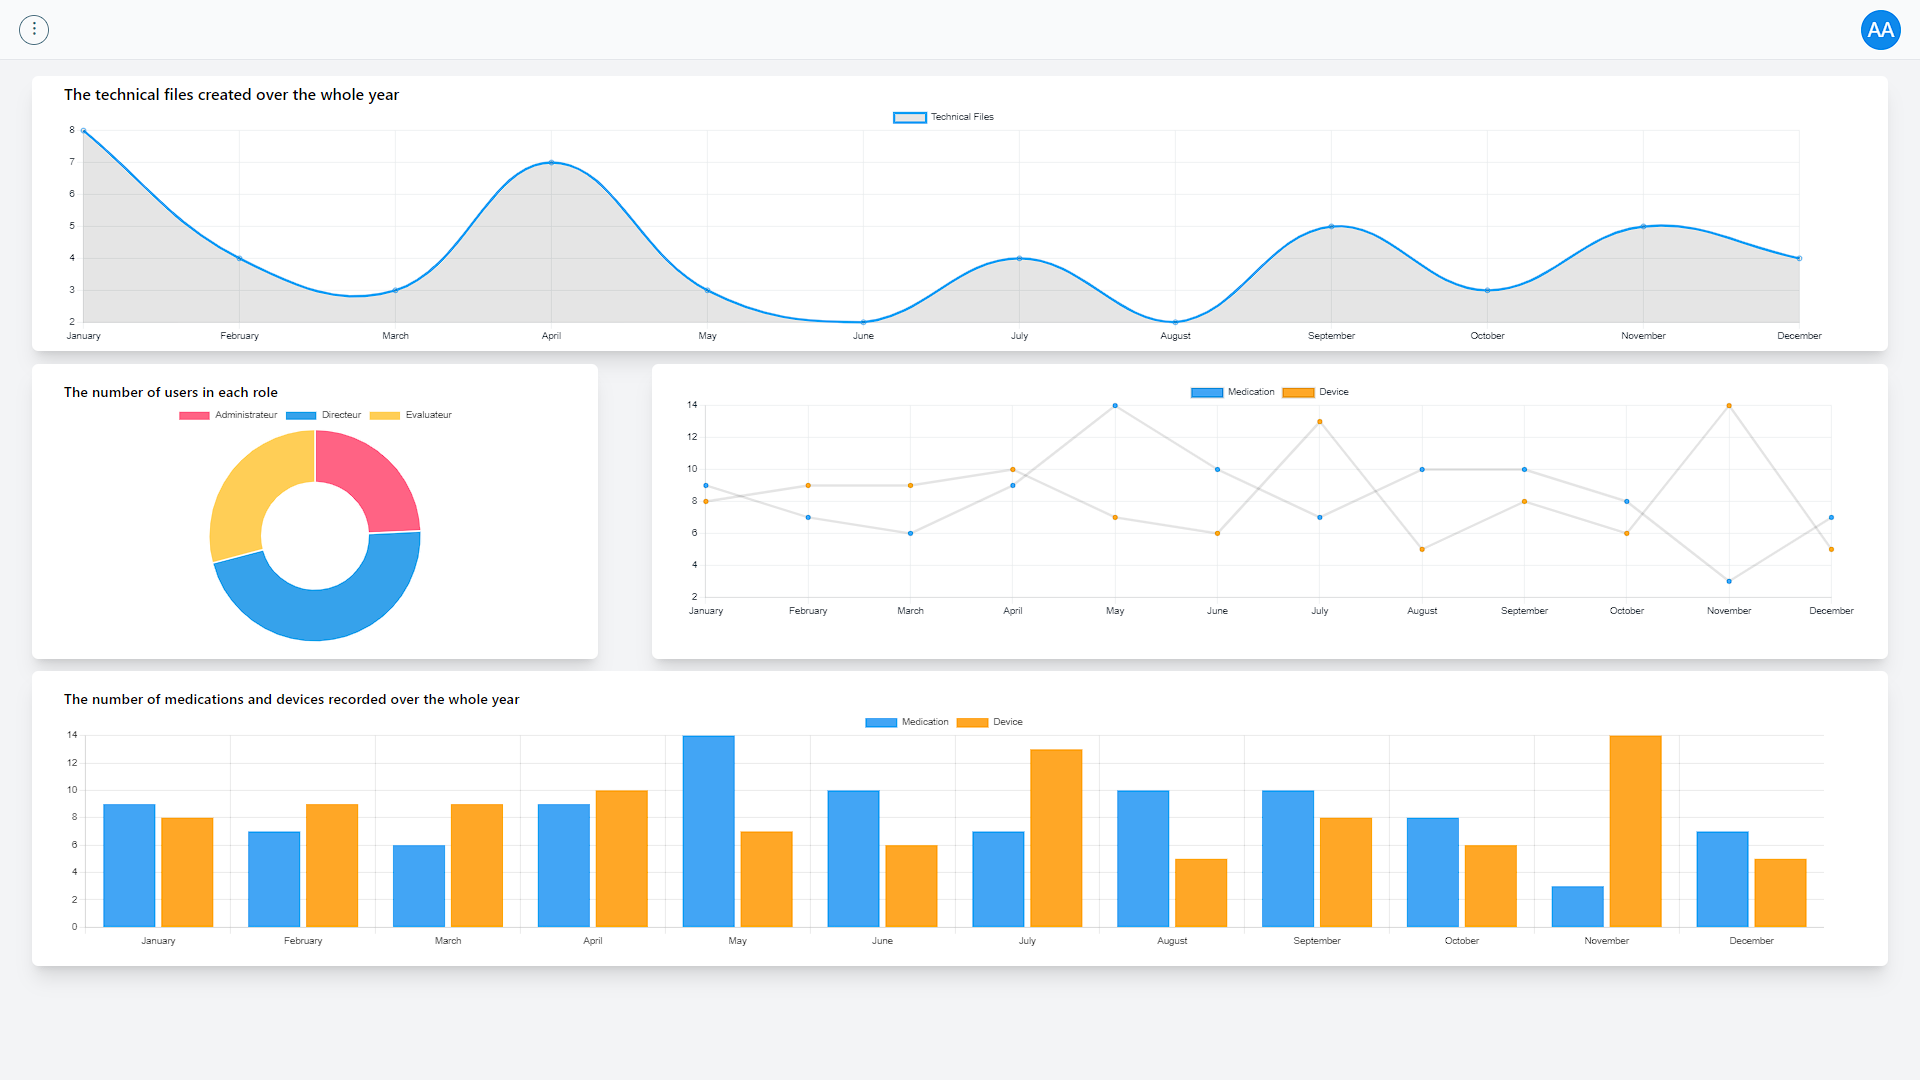 AA
The technical files created over the whole year
Technical Files
8
7
6
5
4
3
2
January February March April May June July August September October November December
The number of users in each role
Administrateur Directeur Evaluateur
Medication Device
14
12
10
8
6
4
2
January February March April May June July August September October November December
The number of medications and devices recorded over the whole year
Medication Device
14
12
10
8
6
4
2
0
January February March April May June July August September October November December